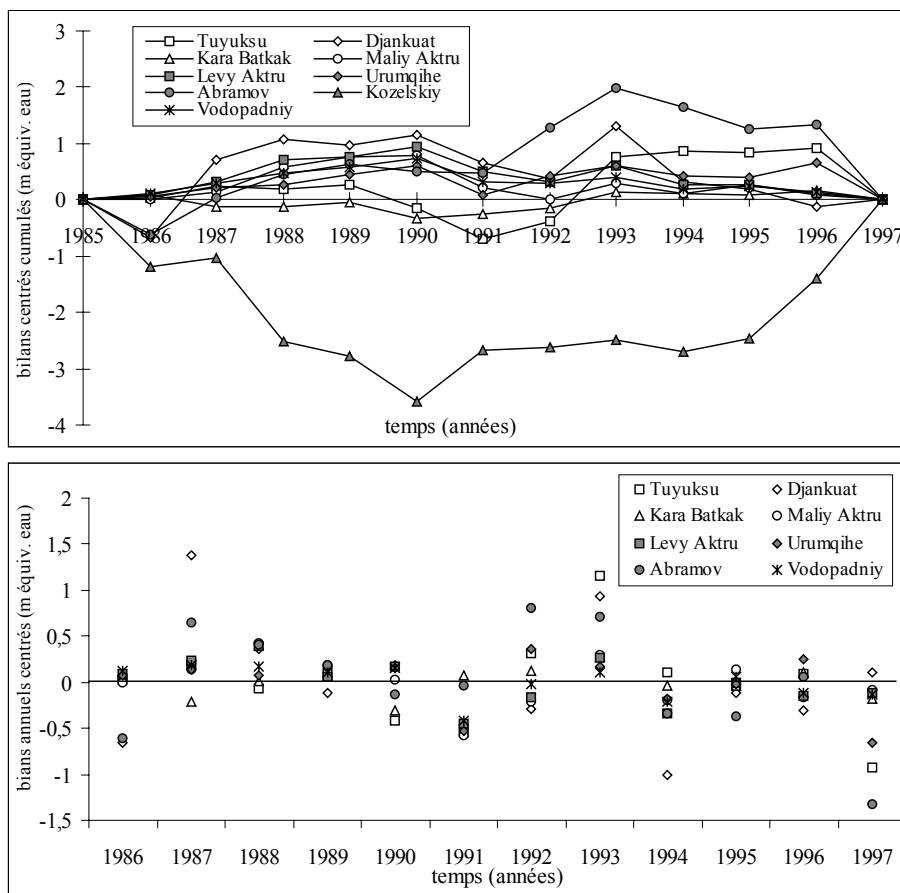 bilans centrés cumulés (m équiv. eau)
3
2
1
0
-1
-2
-3
-4
Tuyuksu
Djankuat
Kara Batkak
Maliy Aktru
Levy Aktru
Urumqihe
Abramov
Kozelskiy
Vodopadniy
1985 1986 1987 1988 1989 1990 1991 1992 1993 1994 1995 1996 1997
temps (années)
bians annuels centrés (m équiv. eau)
2
1,5
1
0,5
0
-0,5
-1
-1,5
Tuyuksu
Djankuat
Kara Batkak
Maliy Aktru
Levy Aktru
Urumqihe
Abramov
Vodopadniy
1986 1987 1988 1989 1990 1991 1992 1993 1994 1995 1996 1997
temps (années)